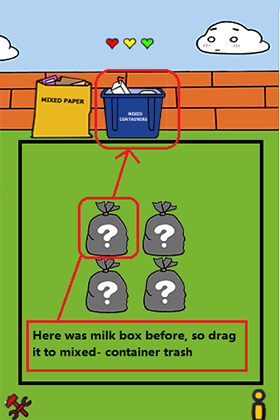 MIXED PAPER
MIXED
CONTAINERS
?
?
?
?
Here was milk box before, so drag
it to mixed- container trash